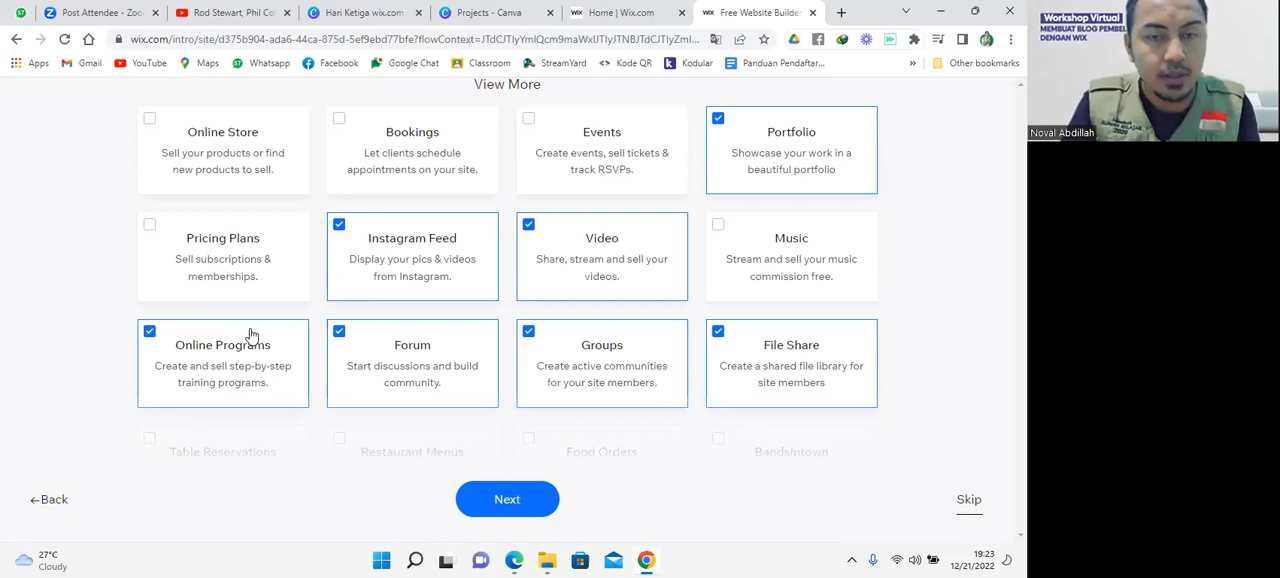 Post Attendee - Zoo
Rod Stewart, Phil Co
Hari Ketiga wix.com
Projects - Canva
WIX Home | Wix.com
WIX Free Website Builde
wix.com/intro/site/d375b904-ada6-44ca-875
wContext=JTdCJTIyYmlQcm9maWxlJTIyJTNBJTdCJTIyZml...
Apps
Gmail
YouTube
Maps
Whatsapp
Facebook
Google Chat
Classroom
StreamYard
Kode QR
Kodular
Panduan Pendaftar...
»
Other bookmarks
View More
Online Store
Sell your products or find
new products to sell.
Bookings
Let clients schedule
appointments on your site.
Events
Create events, sell tickets &
track RSVPs.
Portfolio
Showcase your work in a
beautiful portfolio
Pricing Plans
Sell subscriptions &
memberships.
Instagram Feed
Display your pics & videos
from Instagram.
Video
Share, stream and sell your
videos.
Music
Stream and sell your music
commission free.
Online Programs
Create and sell step-by-step
training programs.
Forum
Start discussions and build
community.
Groups
Create active communities
for your site members.
File Share
Create a shared file library for
site members
Table Reservations
Restaurant Menus
Food Orders
BandsInTown
←Back
Next
Skip
27°C
Cloudy
19:23
12/21/2022
Workshop Virtual
MEMBUAT BLOG PEMBEL
DENGAN WIX
Noval Abdillah